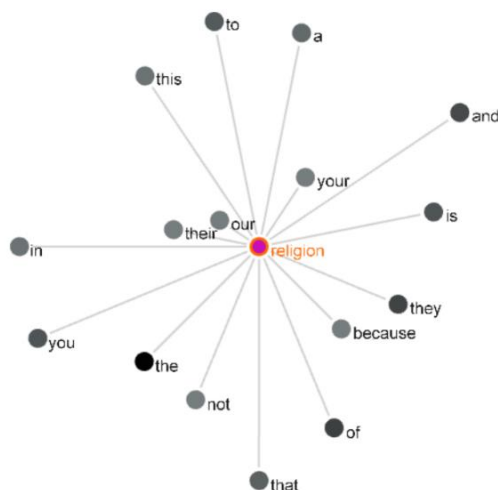 to
a
this
and
your
is
our
their
in
religion
they
because
you
the
not
of
that